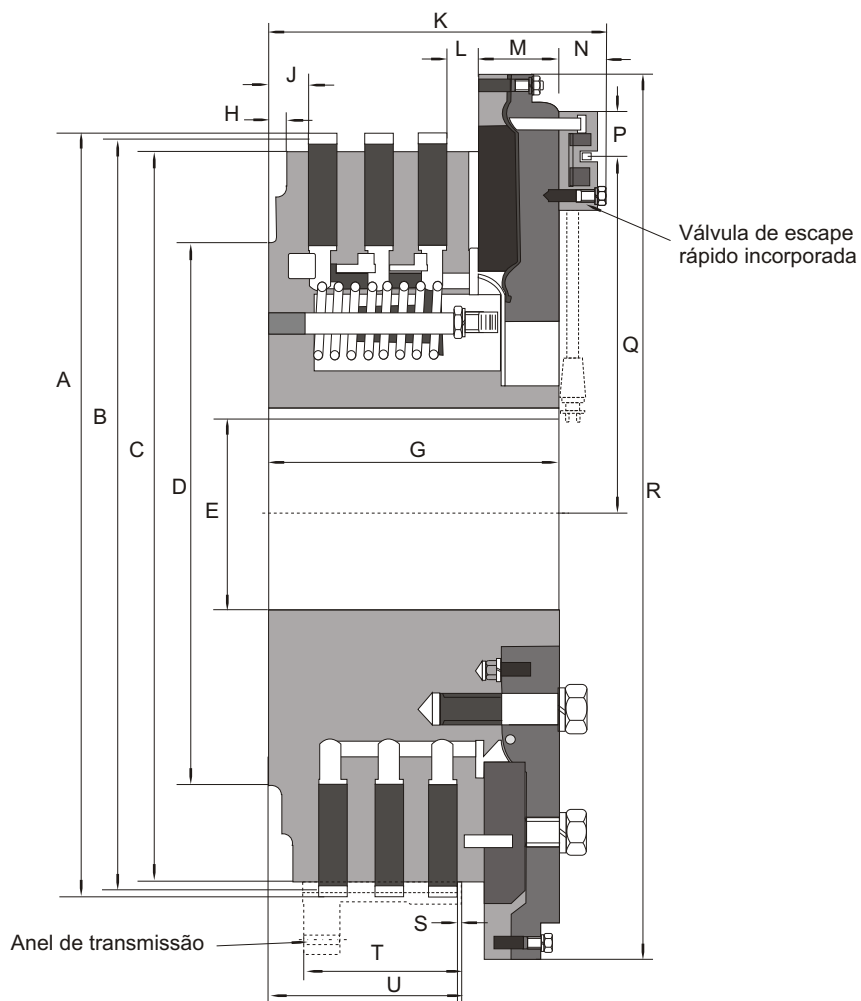 K
L
M
N
J
H
P
Válvula de escape
rápido incorporada
Q
A
B
C
D
G
E
R
S
Anel de transmissão
T
U